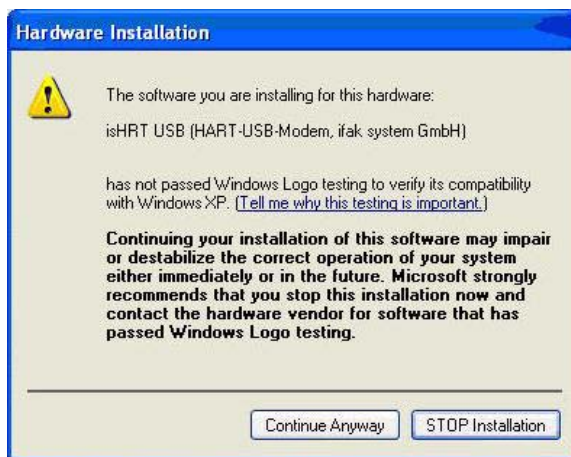 Hardware Installation
The software you are installing for this hardware:
isHRT USB (HART-USB-Modem, ifak system GmbH)
has not passed Windows Logo testing to verify its compatibility
with Windows XP. (Tell me why this testing is important.)
Continuing your installation of this software may impair
or destabilize the correct operation of your system
either immediately or in the future. Microsoft strongly
recommends that you stop this installation now and
contact the hardware vendor for software that has
passed Windows Logo testing.
Continue Anyway
STOP Installation